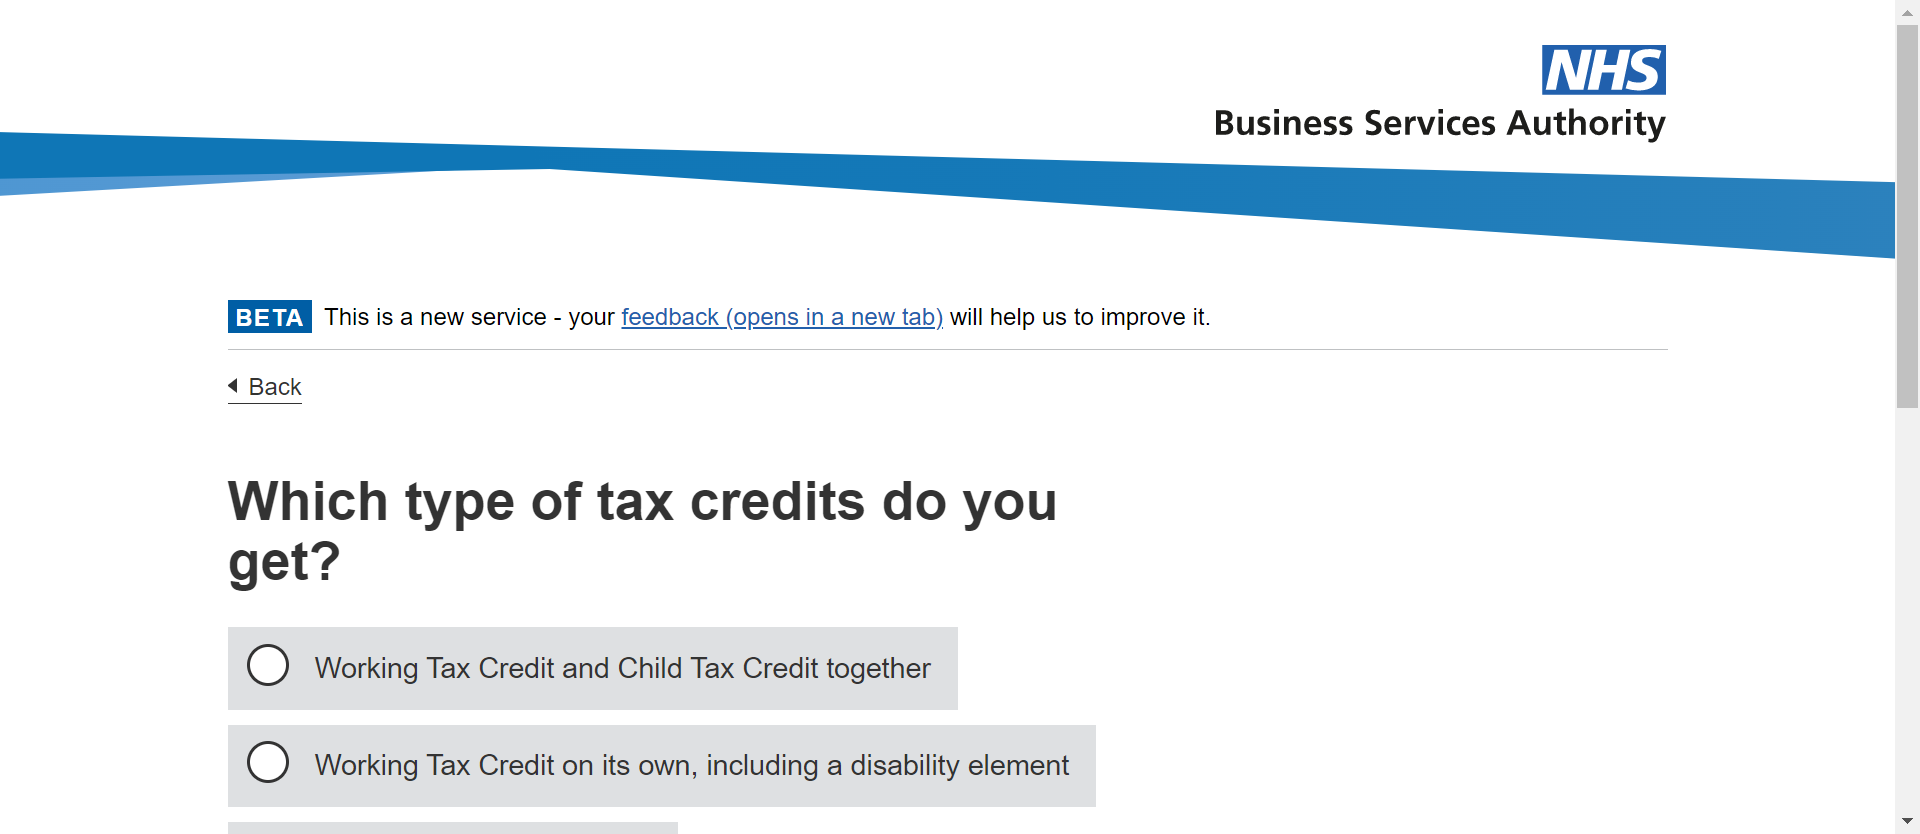 NHS
Business Services Authority
BETA This is a new service - your feedback (opens in a new tab) will help us to improve it.
Back
Which type of tax credits do you
get?
Working Tax Credit and Child Tax Credit together
Working Tax Credit on its own, including a disability element